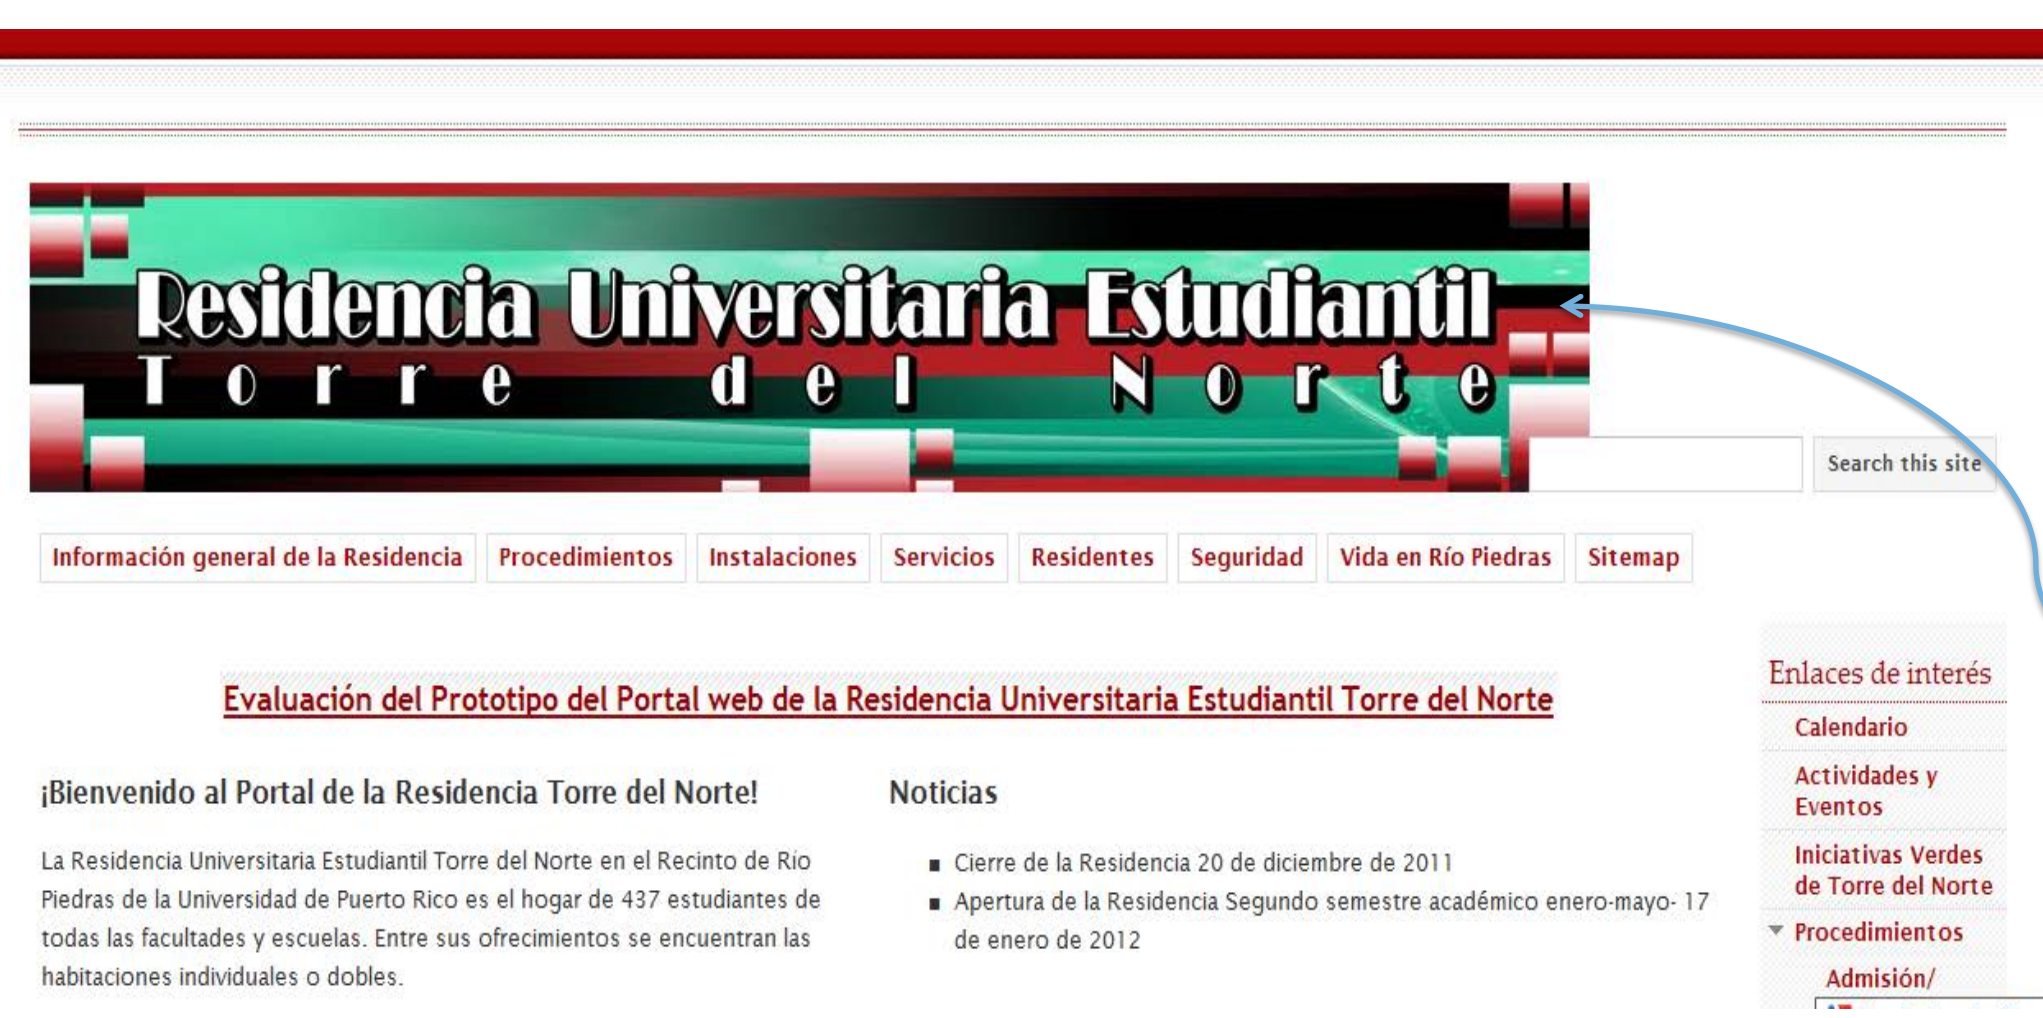 Residencia Universitaria Estudiantil
Torre del Norte
Search this site
Información general de la Residencia
Procedimientos
Instalaciones
Servicios
Residentes
Seguridad
Vida en Río Piedras
Sitemap
Evaluación del Prototipo del Portal web de la Residencia Universitaria Estudiantil Torre del Norte
¡Bienvenido al Portal de la Residencia Torre del Norte!
La Residencia Universitaria Estudiantil Torre del Norte en el Recinto de Río
Piedras de la Universidad de Puerto Rico es el hogar de 437 estudiantes de
todas las facultades y escuelas. Entre sus ofrecimientos se encuentran las
habitaciones individuales o dobles.
Noticias
Cierre de la Residencia 20 de diciembre de 2011
Apertura de la Residencia Segundo semestre académico enero-mayo- 17
de enero de 2012
Enlaces de interés
Calendario
Actividades y
Eventos
Iniciativas Verdes
de Torre del Norte
Procedimientos
Admisión/